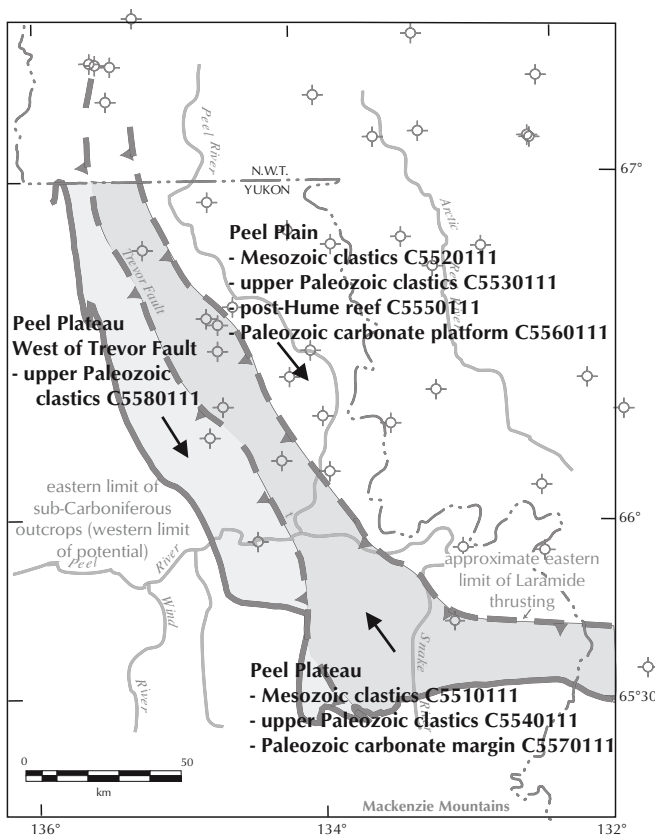 67°
N.W.T.
YUKON
Peel River
Arctic
Red River
Peel Plain
- Mesozoic clastics C5520111
- upper Paleozoic clastics C5530111
- post-Hume reef C5550111
- Paleozoic carbonate platform C5560111
Trevor Fault
Peel Plateau
West of Trevor Fault
- upper Paleozoic
clastics C5580111
eastern limit of
sub-Carboniferous
outcrops (western limit
of potential)
66°
Peel River
approximate eastern
limit of Laramide
thrusting
Wind
River
Snake
River
Peel Plateau
- Mesozoic clastics C5510111
- upper Paleozoic clastics C5540111
- Paleozoic carbonate margin C5570111
65°30
0 50
km
Mackenzie Mountains
136° 134° 132°